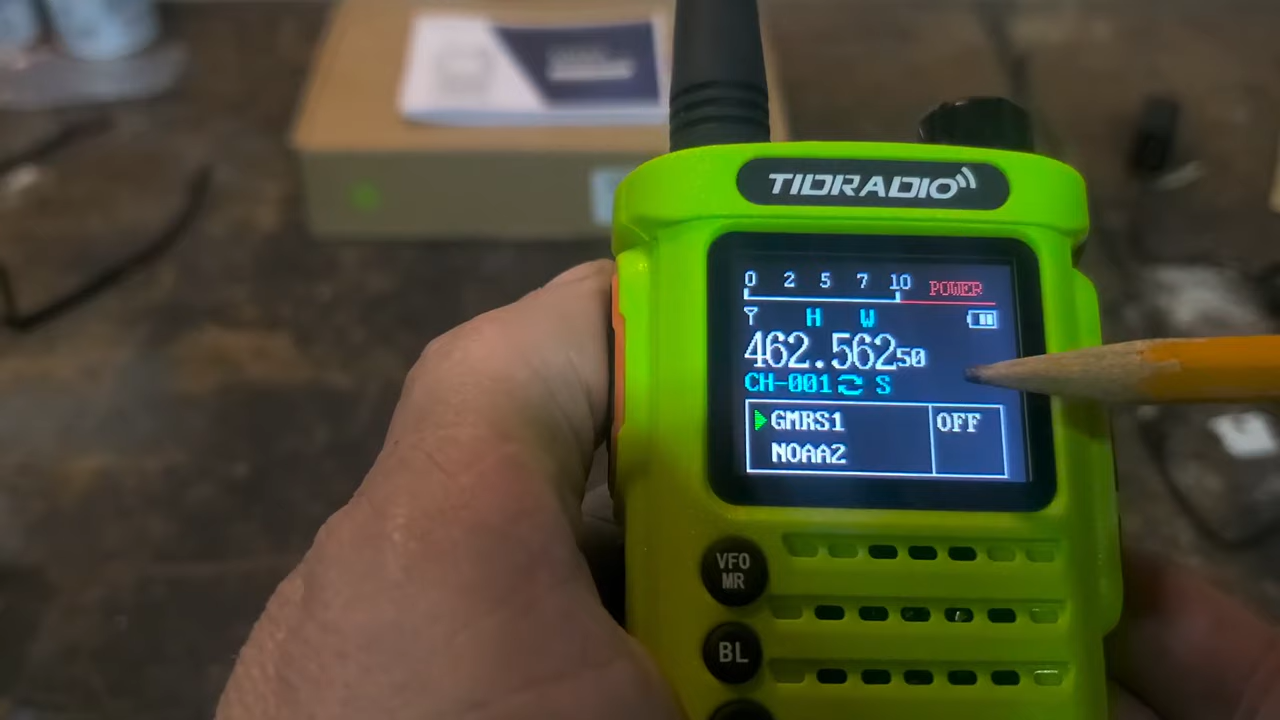 TIDRADIO
0 2 5 7 10 POWER
H W
462.56250
CH-001 S
GMRS1 OFF
NOAA2
VFO
MR
BL